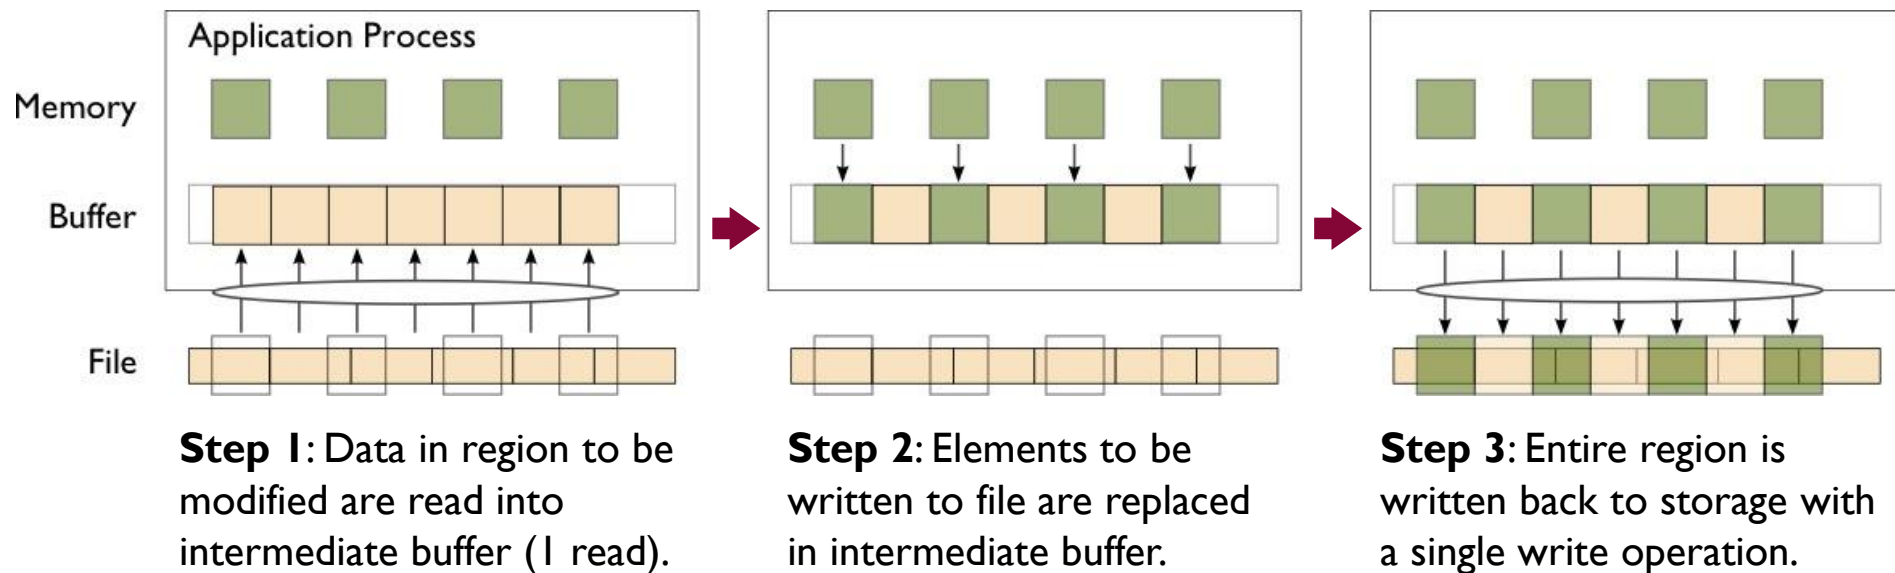 Application Process
Memory
Buffer
File
Step 1: Data in region to be
modified are read into
intermediate buffer (1 read).
Step 2: Elements to be
written to file are replaced
in intermediate buffer.
Step 3: Entire region is
written back to storage with
a single write operation.